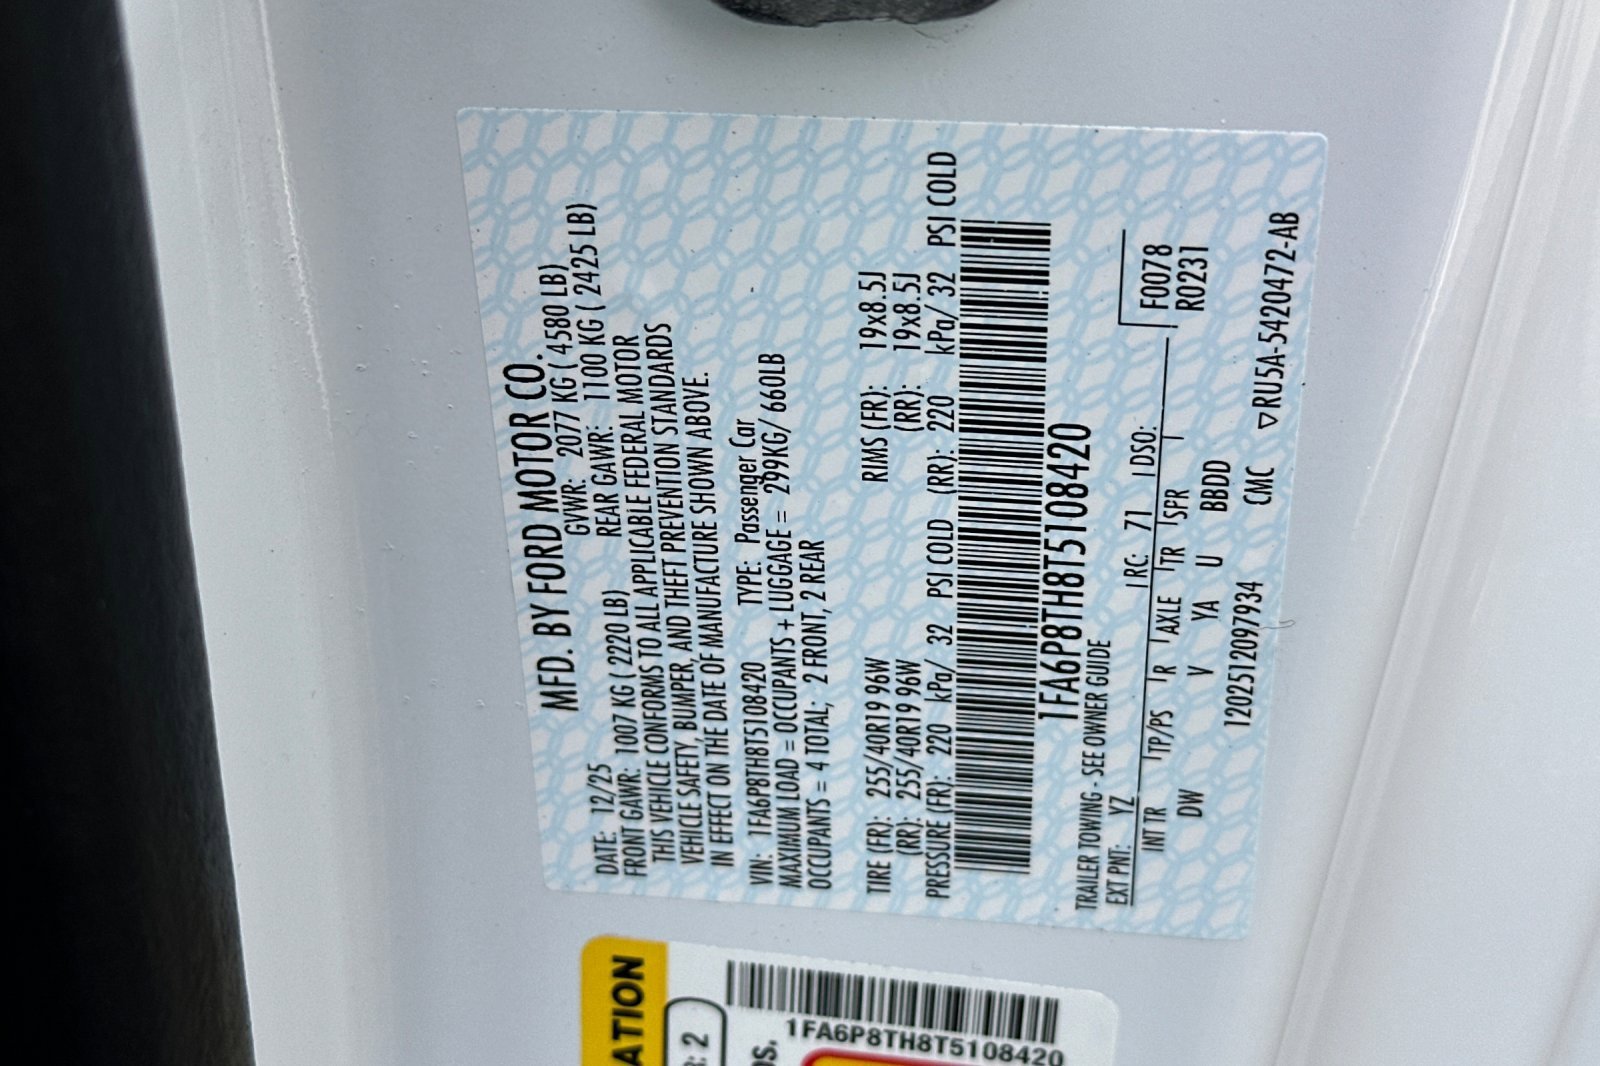 MFD. BY FORD MOTOR CO.
DATE: 12/25 GVWR: 2077 KG ( 4580 LB)
FRONT GAWR: 1007 KG ( 2220 LB) REAR GAWR: 1100 KG ( 2425 LB)
THIS VEHICLE CONFORMS TO ALL APPLICABLE FEDERAL MOTOR
VEHICLE SAFETY, BUMPER, AND THEFT PREVENTION STANDARDS
IN EFFECT ON THE DATE OF MANUFACTURE SHOWN ABOVE.
VIN: 1FA6P8TH8T5108420 TYPE: Passenger Car
MAXIMUM LOAD = OCCUPANTS + LUGGAGE = 299KG/ 660LB
OCCUPANTS = 4 TOTAL; 2 FRONT, 2 REAR
TIRE (FR): 255/40R19 96W RIMS (FR): 19x8.5J
(RR): 255/40R19 96W (RR): 19x8.5J
PRESSURE (FR): 220 kPa/ 32 PSI COLD (RR): 220 kPa/ 32 PSI COLD
1FA6P8TH8T5108420
TRAILER TOWING - SEE OWNER GUIDE
EXT PNT: YZ RC: 71 DSO: F0078
R0231
INT TR TP/PS R AXLE TR SPR
DW V YA U BBDD
1202512097934 CMC ▽RU5A-5420472-AB
1FA6P8TH8T5108420